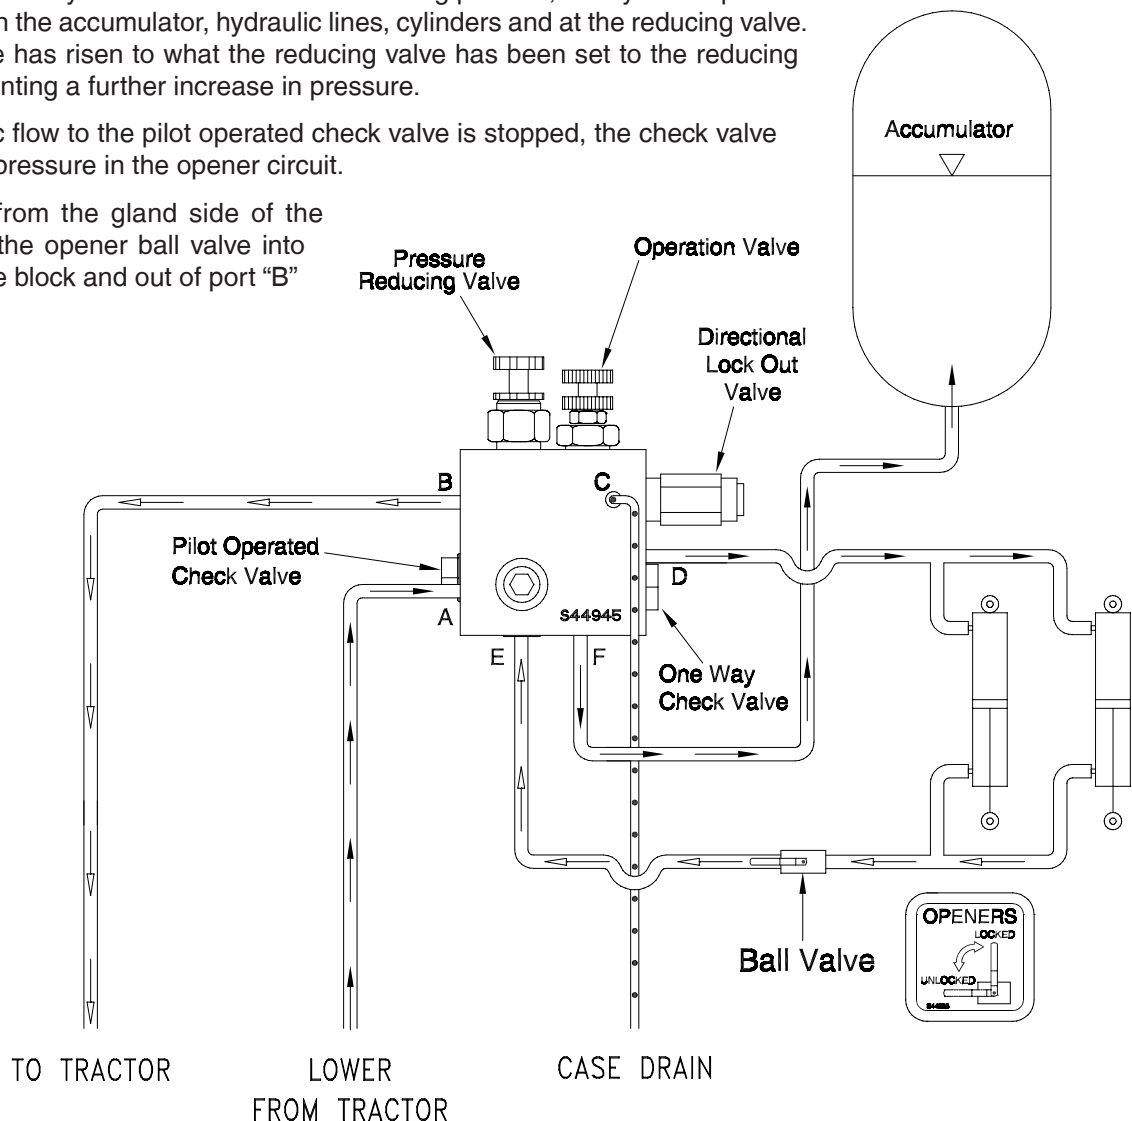 n the accumulator, hydraulic lines, cylinders and at the reducing valve.
e has risen to what the reducing valve has been set to the reducing
nting a further increase in pressure.
c flow to the pilot operated check valve is stopped, the check valve
pressure in the opener circuit.
from the gland side of the
the opener ball valve into
e block and out of port “B”
Accumulator
Pressure
Reducing Valve
Operation Valve
Directional
Lock Out
Valve
B
C
Pilot Operated
Check Valve
D
A
S44945
E
F
One Way
Check Valve
Ball Valve
OPENERS
LOCKED
UNLOCKED
TO TRACTOR
LOWER
FROM TRACTOR
CASE DRAIN